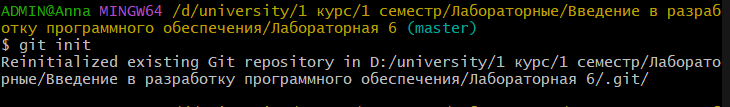 ADMIN@Anna MINGW64 /d/university/1 курс/1 семестр/Лабораторные/Введение в разраб
отку программного обеспечения/Лабораторная 6 (master)
$ git init
Reinitialized existing Git repository in D:/university/1 курс/1 семестр/Лаборато
рные/Введение в разработку программного обеспечения/Лабораторная 6/.git/